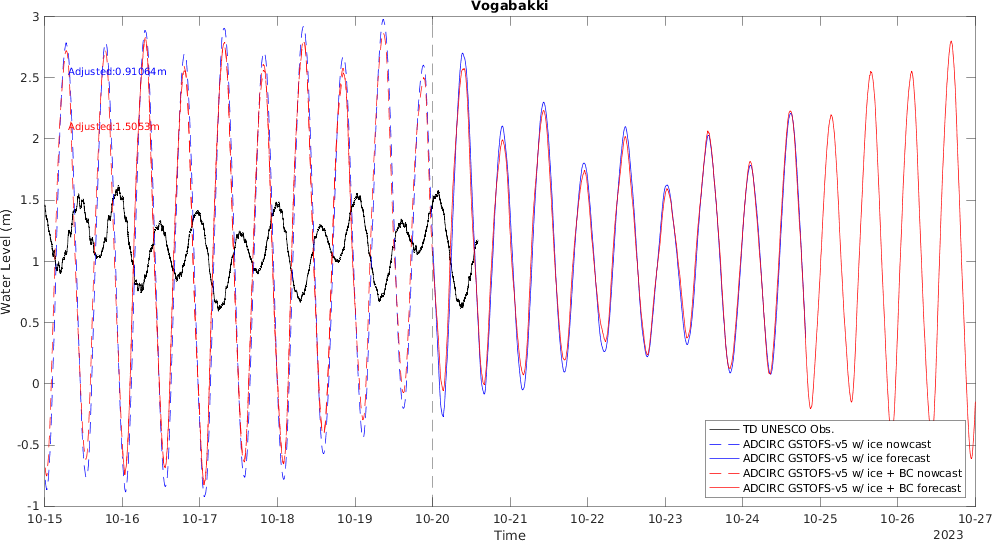 Vogabakki
3
2.5
2
1.5
1
0.5
0
-0.5
-1
Water Level (m)
Adjusted:0.91064m
Adjusted:1.5053m
TD UNESCO Obs.
ADCIRC GSTOFS-v5 w/ ice nowcast
ADCIRC GSTOFS-v5 w/ ice forecast
ADCIRC GSTOFS-v5 w/ ice + BC nowcast
ADCIRC GSTOFS-v5 w/ ice + BC forecast
10-15 10-16 10-17 10-18 10-19 10-20 10-21 10-22 10-23 10-24 10-25 10-26 10-27
Time
2023